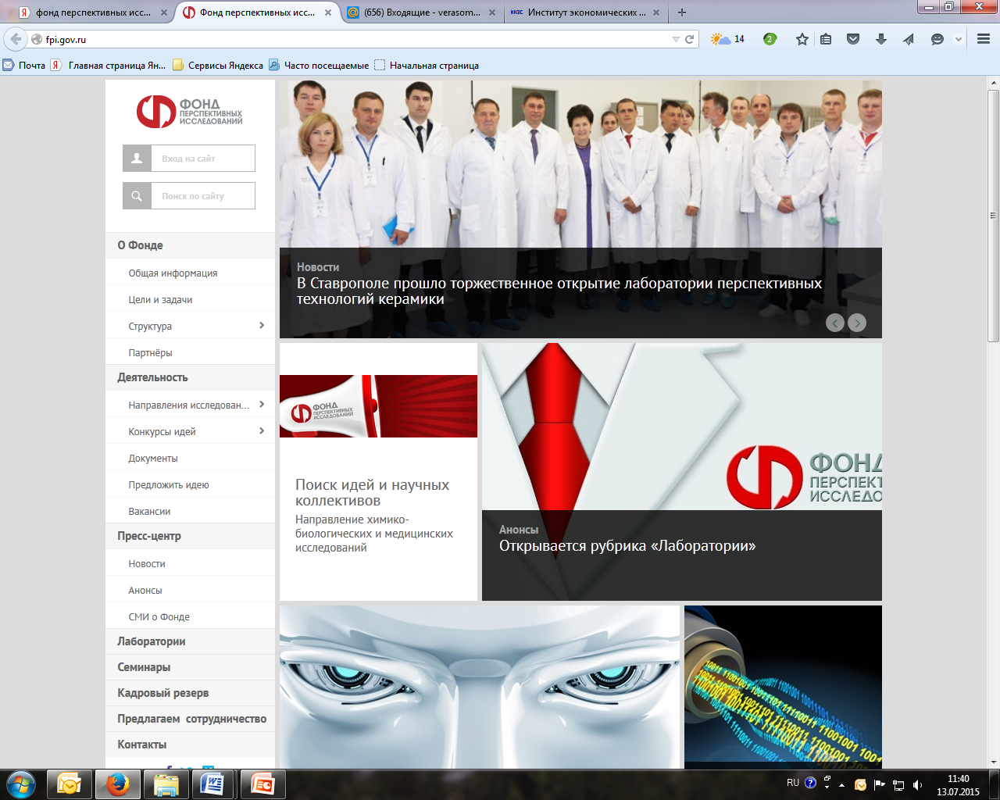 фонд перспективных исс...
Фонд перспективных исс...
(656) Входящие - verasom...
ННЭС Институт экономических ...
fpi.gov.ru
14
2
Почта
Главная страница Ян...
Сервисы Яндекса
Часто посещаемые
Начальная страница
ФОНД
ПЕРСПЕКТИВНЫХ
ИССЛЕДОВАНИЙ
Вход на сайт
Поиск по сайту
О Фонде
Общая информация
Цели и задачи
Структура
Партнёры
Деятельность
Направления исследован...
Конкурсы идей
Документы
Предложить идею
Вакансии
Пресс-центр
Новости
Анонсы
СМИ о Фонде
Лаборатории
Семинары
Кадровый резерв
Предлагаем сотрудничество
Контакты
Новости
В Ставрополе прошло торжественное открытие лаборатории перспективных
технологий керамики
ФОНД
ПЕРСПЕКТИВНЫХ
ИССЛЕДОВАНИЙ
Поиск идей и научных
коллективов
Направление химико-
биологических и медицинских
исследований
ФОНД
ПЕРСПЕКТ
ИССЛЕДО
Анонсы
Открывается рубрика «Лаборатории»
RU
11:40
13.07.2015